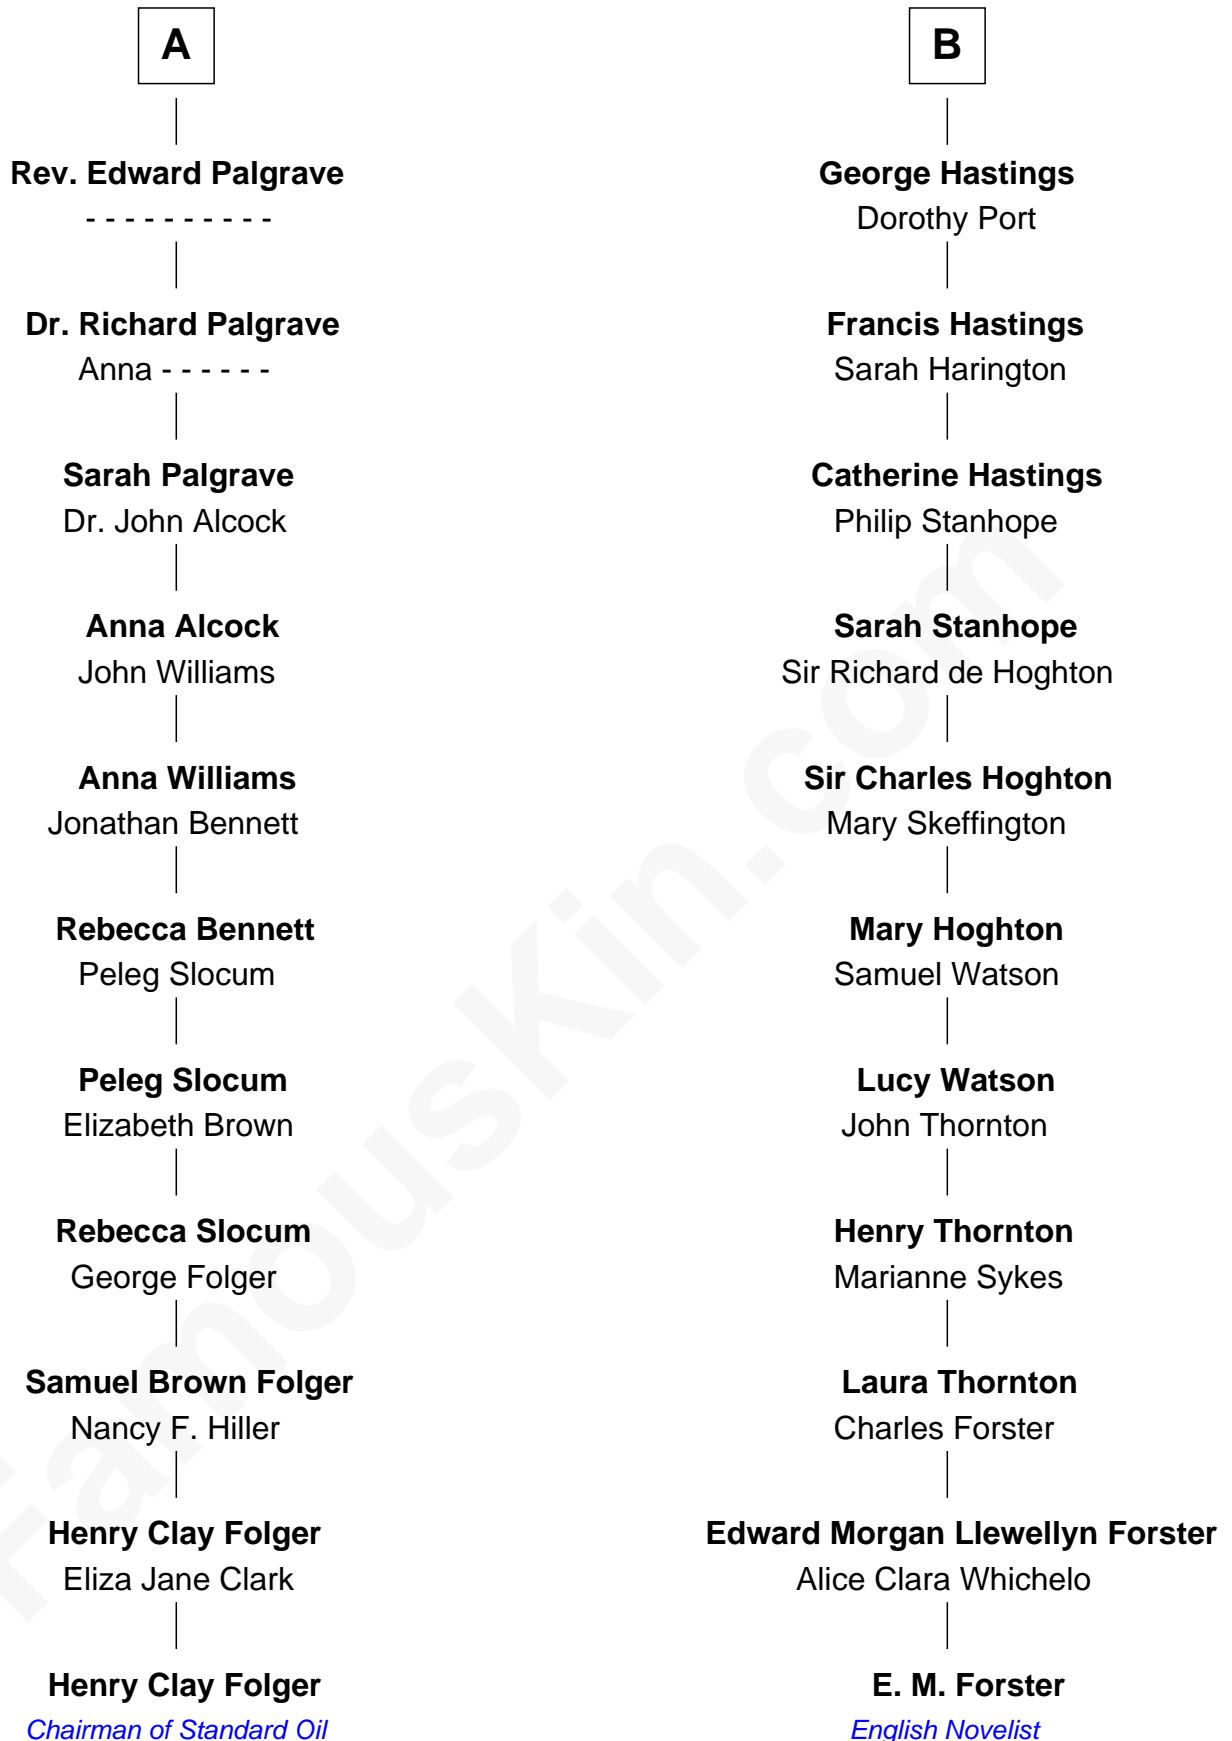 A
Rev. Edward Palgrave
- - - - - - - - - -
Dr. Richard Palgrave
Anna - - - - - -
Sarah Palgrave
Dr. John Alcock
Anna Alcock
John Williams
Anna Williams
Jonathan Bennett
Rebecca Bennett
Peleg Slocum
Peleg Slocum
Elizabeth Brown
Rebecca Slocum
George Folger
Samuel Brown Folger
Nancy F. Hiller
Henry Clay Folger
Eliza Jane Clark
Henry Clay Folger
Chairman of Standard Oil
B
George Hastings
Dorothy Port
Francis Hastings
Sarah Harington
Catherine Hastings
Philip Stanhope
Sarah Stanhope
Sir Richard de Hoghton
Sir Charles Hoghton
Mary Skeffington
Mary Hoghton
Samuel Watson
Lucy Watson
John Thornton
Henry Thornton
Marianne Sykes
Laura Thornton
Charles Forster
Edward Morgan Llewellyn Forster
Alice Clara Whichelo
E. M. Forster
English Novelist
FamousKin.com